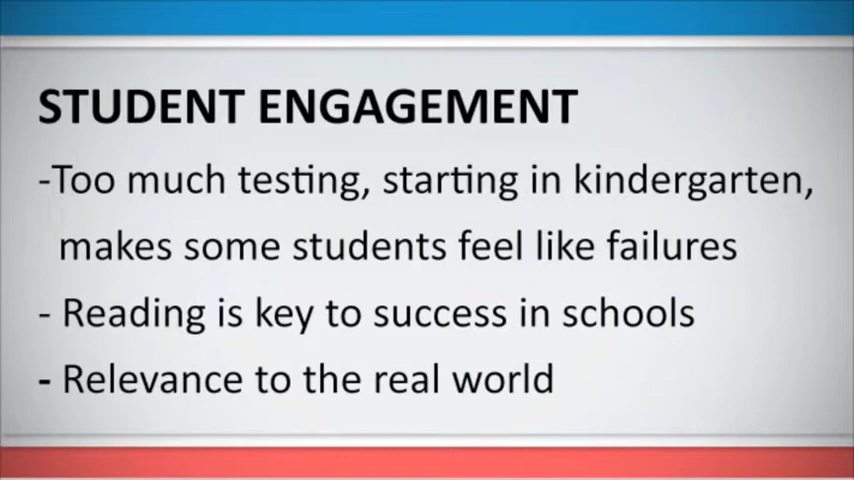 STUDENT ENGAGEMENT
-Too much testing, starting in kindergarten,
makes some students feel like failures
- Reading is key to success in schools
- Relevance to the real world